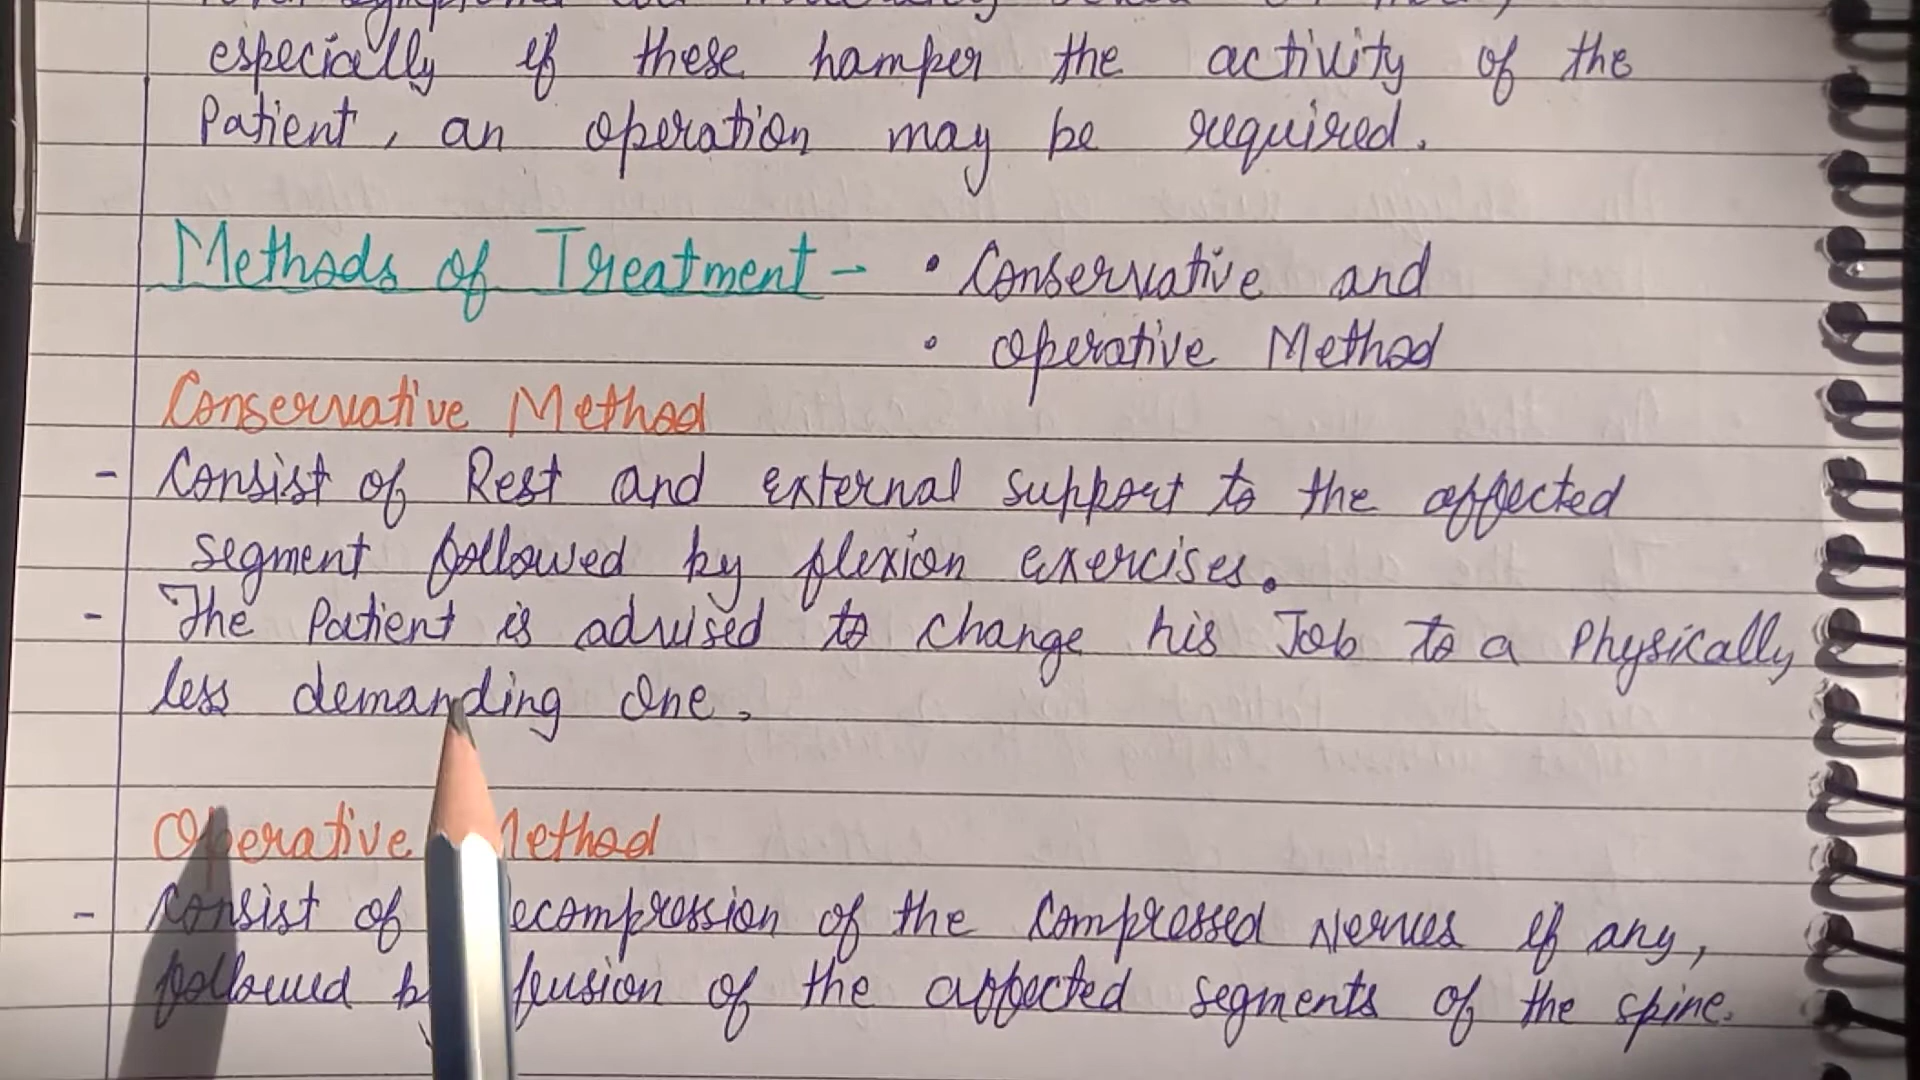 especially if these hamper the activity of the
Patient, an operation may be required.
Methods of Treatment - • Conservative and
• Operative Method
Conservative Method
- Consist of Rest and external support to the affected
segment followed by flexion exercises.
- The Patient is advised to change his Job to a Physically
less demanding One.
Operative Method
- Consist of decompression of the Compressed Nerves if any,
followed by fusion of the affected segments of the spine.